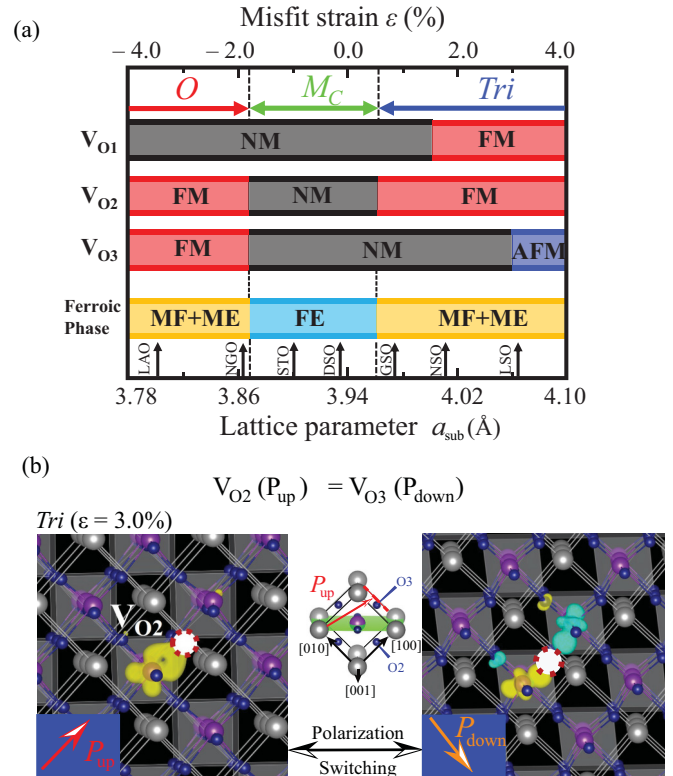 (a)
Misfit strain ε (%)
– 4.0 – 2.0 0.0 2.0 4.0
O M_C Tri
V_O1 NM FM
V_O2 FM NM FM
V_O3 FM NM AFM
Ferroic
Phase MF+ME FE MF+ME
LAO NGO STO DSO GSO NSO LSO
3.78 3.86 3.94 4.02 4.10
Lattice parameter a_sub (Å)
(b)
V_O2 (P_up) = V_O3 (P_down)
Tri (ε = 3.0%)
V_O2
P_up
O3
[010] [100]
O2
[001]
P_up
Polarization
Switching
P_down